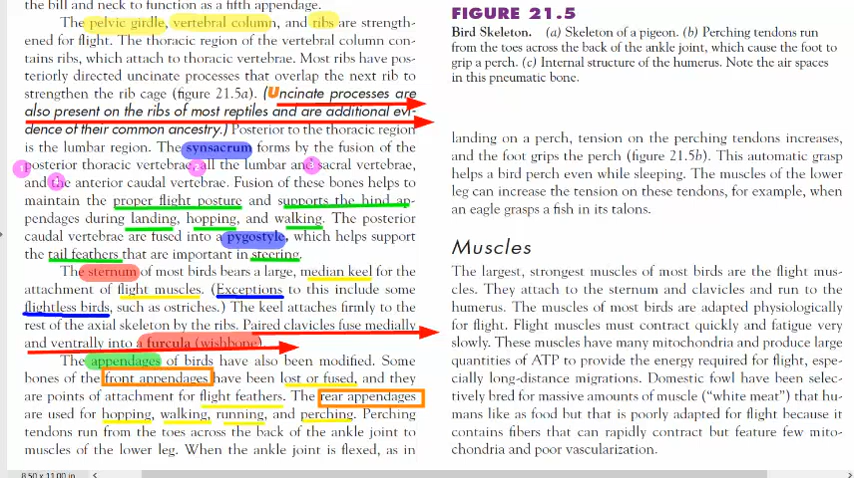 the bill and neck to function as a fifth appendage.
The pelvic girdle, vertebral column, and ribs are strength-
ened for flight. The thoracic region of the vertebral column con-
tains ribs, which attach to thoracic vertebrae. Most ribs have pos-
teriorly directed uncinate processes that overlap the next rib to
strengthen the rib cage (figure 21.5a). (Uncinate processes are
also present on the ribs of most reptiles and are additional evi-
dence of their common ancestry.) Posterior to the thoracic region
is the lumbar region. The synsacrum forms by the fusion of the
posterior thoracic vertebrae, all the lumbar and sacral vertebrae,
and the anterior caudal vertebrae. Fusion of these bones helps to
maintain the proper flight posture and supports the hind ap-
pendages during landing, hopping, and walking. The posterior
caudal vertebrae are fused into a pygostyle, which helps support
the tail feathers that are important in steering.
The sternum of most birds bears a large, median keel for the
attachment of flight muscles. (Exceptions to this include some
flightless birds, such as ostriches.) The keel attaches firmly to the
rest of the axial skeleton by the ribs. Paired clavicles fuse medially
and ventrally into a furcula (wishbone)
The appendages of birds have also been modified. Some
bones of the front appendages have been lost or fused, and they
are points of attachment for flight feathers. The rear appendages
are used for hopping, walking, running, and perching. Perching
tendons run from the toes across the back of the ankle joint to
muscles of the lower leg. When the ankle joint is flexed, as in
FIGURE 21.5
Bird Skeleton. (a) Skeleton of a pigeon. (b) Perching tendons run
from the toes across the back of the ankle joint, which cause the foot to
grip a perch. (c) Internal structure of the humerus. Note the air spaces
in this pneumatic bone.
landing on a perch, tension on the perching tendons increases,
and the foot grips the perch (figure 21.5b). This automatic grasp
helps a bird perch even while sleeping. The muscles of the lower
leg can increase the tension on these tendons, for example, when
an eagle grasps a fish in its talons.
Muscles
The largest, strongest muscles of most birds are the flight mus-
cles. They attach to the sternum and clavicles and run to the
humerus. The muscles of most birds are adapted physiologically
for flight. Flight muscles must contract quickly and fatigue very
slowly. These muscles have many mitochondria and produce large
quantities of ATP to provide the energy required for flight, espe-
cially long-distance migrations. Domestic fowl have been selec-
tively bred for massive amounts of muscle ("white meat") that hu-
mans like as food but that is poorly adapted for flight because it
contains fibers that can rapidly contract but feature few mito-
chondria and poor vascularization.
8.50 x 11.00 in